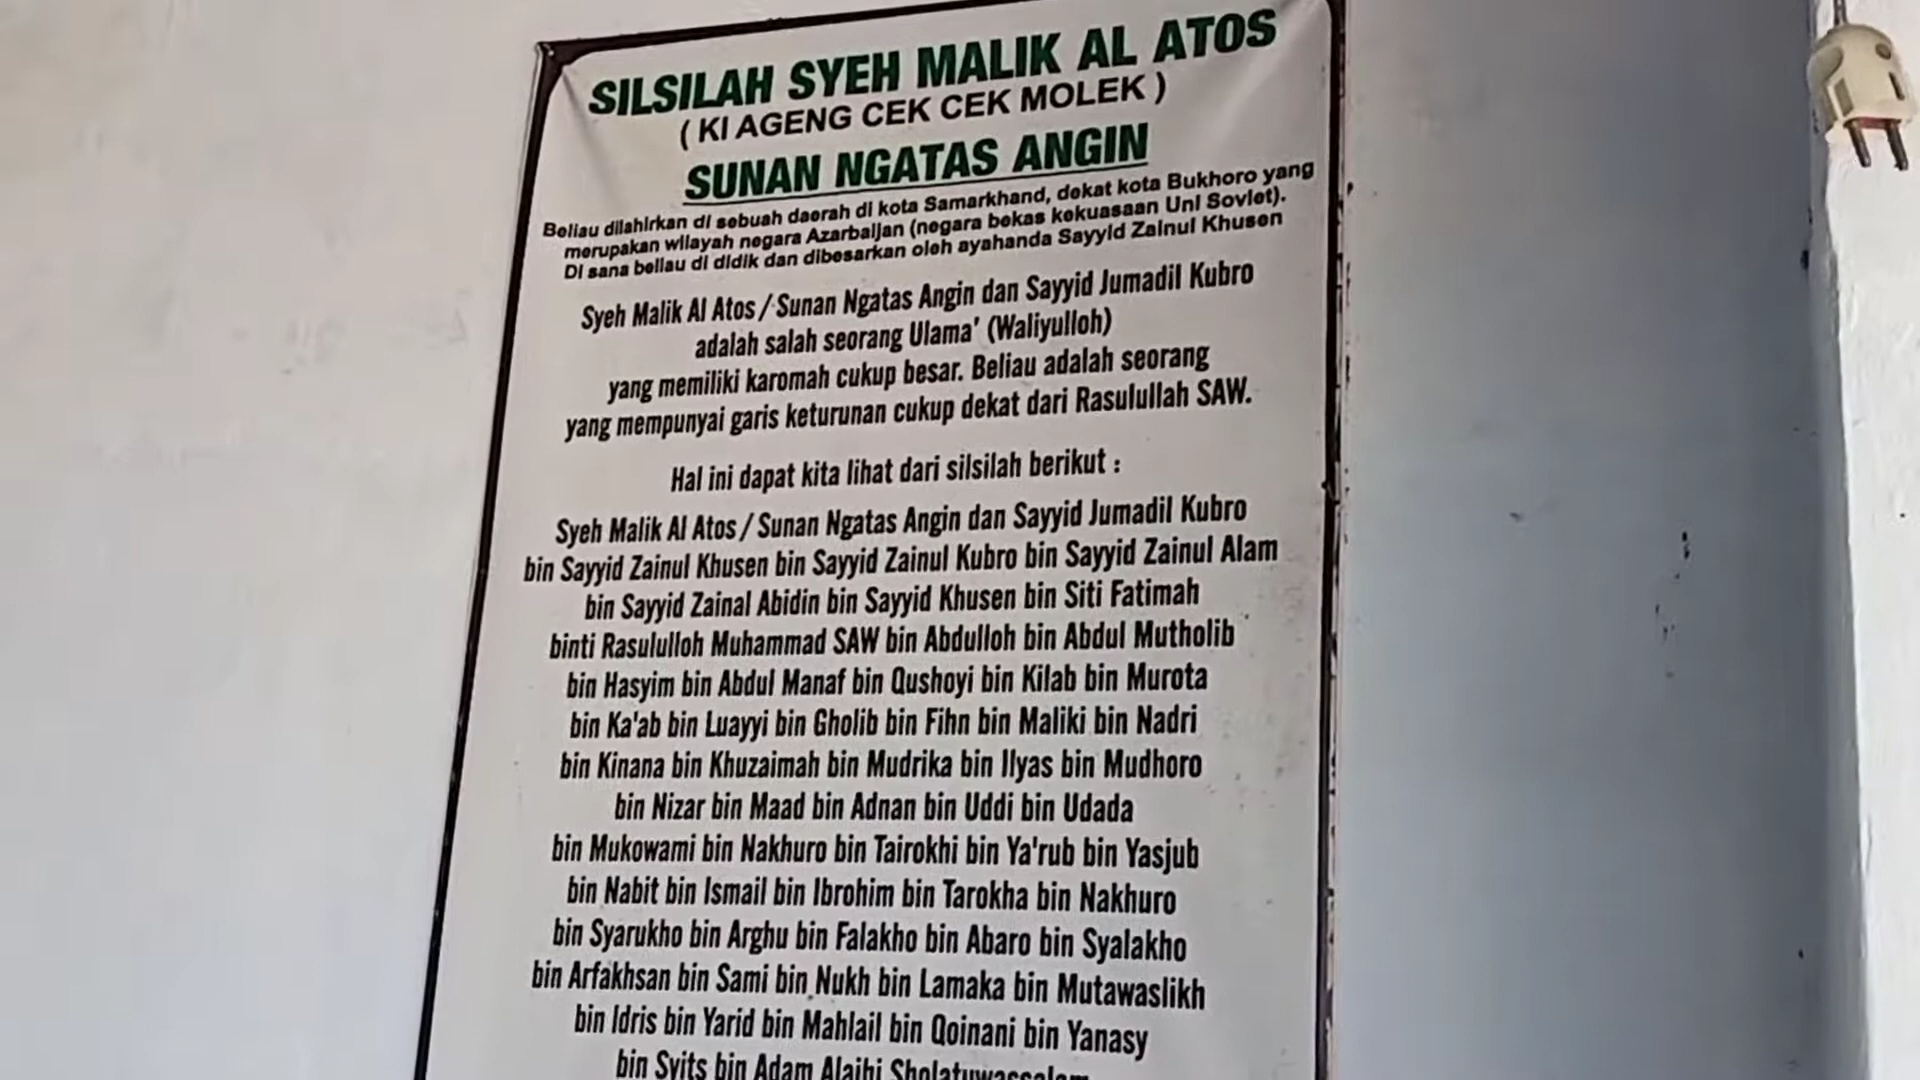 SILSILAH SYEH MALIK AL ATOS
( KI AGENG CEK CEK MOLEK )
SUNAN NGATAS ANGIN
Beliau dilahirkan di sebuah daerah di kota Samarkhand, dekat kota Bukhoro yang
merupakan wilayah negara Azarbaijan (negara bekas kekuasaan Uni Soviet).
Di sana beliau di didik dan dibesarkan oleh ayahanda Sayyid Zainul Khusen
Syeh Malik Al Atos / Sunan Ngatas Angin dan Sayyid Jumadil Kubro
adalah salah seorang Ulama' (Waliyulloh)
yang memiliki karomah cukup besar. Beliau adalah seorang
yang mempunyai garis keturunan cukup dekat dari Rasulullah SAW.
Hal ini dapat kita lihat dari silsilah berikut :
Syeh Malik Al Atos / Sunan Ngatas Angin dan Sayyid Jumadil Kubro
bin Sayyid Zainul Khusen bin Sayyid Zainul Kubro bin Sayyid Zainul Alam
bin Sayyid Zainal Abidin bin Sayyid Khusen bin Siti Fatimah
binti Rasululloh Muhammad SAW bin Abdulloh bin Abdul Mutholib
bin Hasyim bin Abdul Manaf bin Qushoyi bin Kilab bin Murota
bin Ka'ab bin Luayyi bin Gholib bin Fihn bin Maliki bin Nadri
bin Kinana bin Khuzaimah bin Mudrika bin Ilyas bin Mudhoro
bin Nizar bin Maad bin Adnan bin Uddi bin Udada
bin Mukowami bin Nakhuro bin Tairokhi bin Ya'rub bin Yasjub
bin Nabit bin Ismail bin Ibrohim bin Tarokha bin Nakhuro
bin Syarukho bin Arghu bin Falakho bin Abaro bin Syalakho
bin Arfakhsan bin Sami bin Nukh bin Lamaka bin Mutawaslikh
bin Idris bin Yarid bin Mahlail bin Qoinani bin Yanasy
bin Syits bin Adam Alaihi Sholatuwassalam